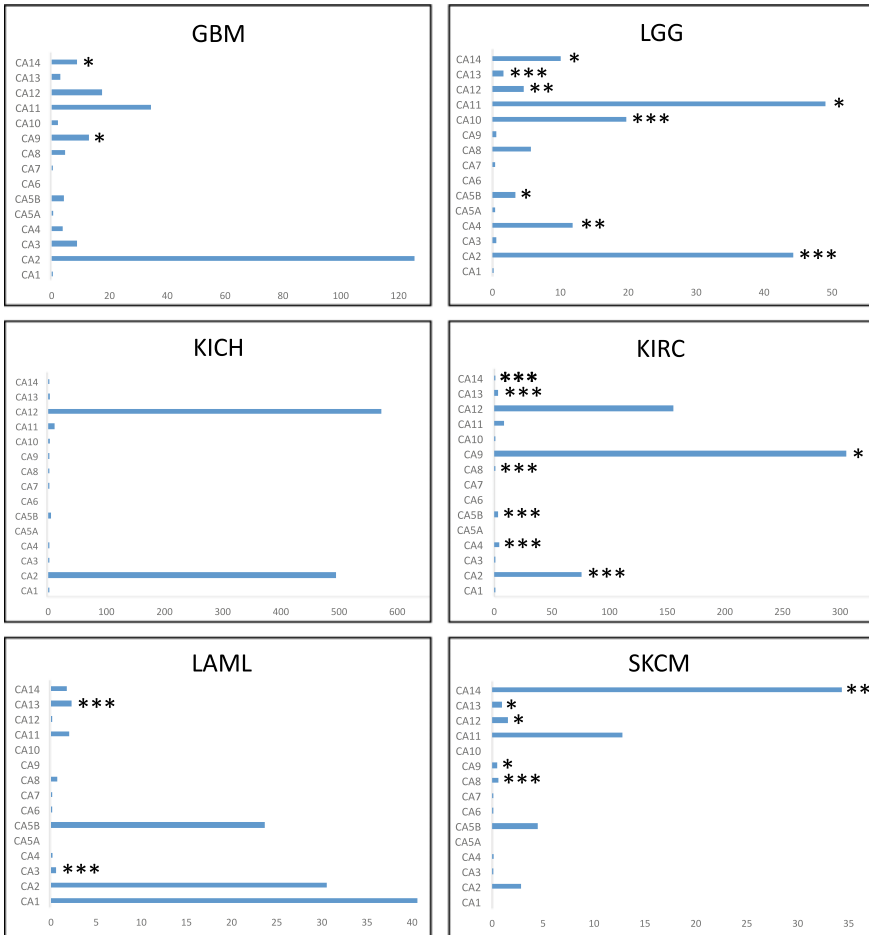 GBM
CA14 *
CA13
CA12
CA11
CA10
CA9 *
CA8
CA7
CA6
CA5B
CA5A
CA4
CA3
CA2
CA1
0 20 40 60 80 100 120
LGG
CA14 *
CA13 ***
CA12 **
CA11 *
CA10 ***
CA9
CA8
CA7
CA6
CA5B *
CA5A
CA4 **
CA3
CA2 ***
CA1
0 10 20 30 40 50
KICH
CA14
CA13
CA12
CA11
CA10
CA9
CA8
CA7
CA6
CA5B
CA5A
CA4
CA3
CA2
CA1
0 100 200 300 400 500 600
KIRC
CA14 ***
CA13 ***
CA12
CA11
CA10
CA9 *
CA8 ***
CA7
CA6
CA5B ***
CA5A
CA4 ***
CA3
CA2 ***
CA1
0 50 100 150 200 250 300
LAML
CA14
CA13 ***
CA12
CA11
CA10
CA9
CA8
CA7
CA6
CA5B
CA5A
CA4
CA3 ***
CA2
CA1
0 5 10 15 20 25 30 35 40
SKCM
CA14 **
CA13 *
CA12 *
CA11
CA10
CA9 *
CA8 ***
CA7
CA6
CA5B
CA5A
CA4
CA3
CA2
CA1
0 5 10 15 20 25 30 35